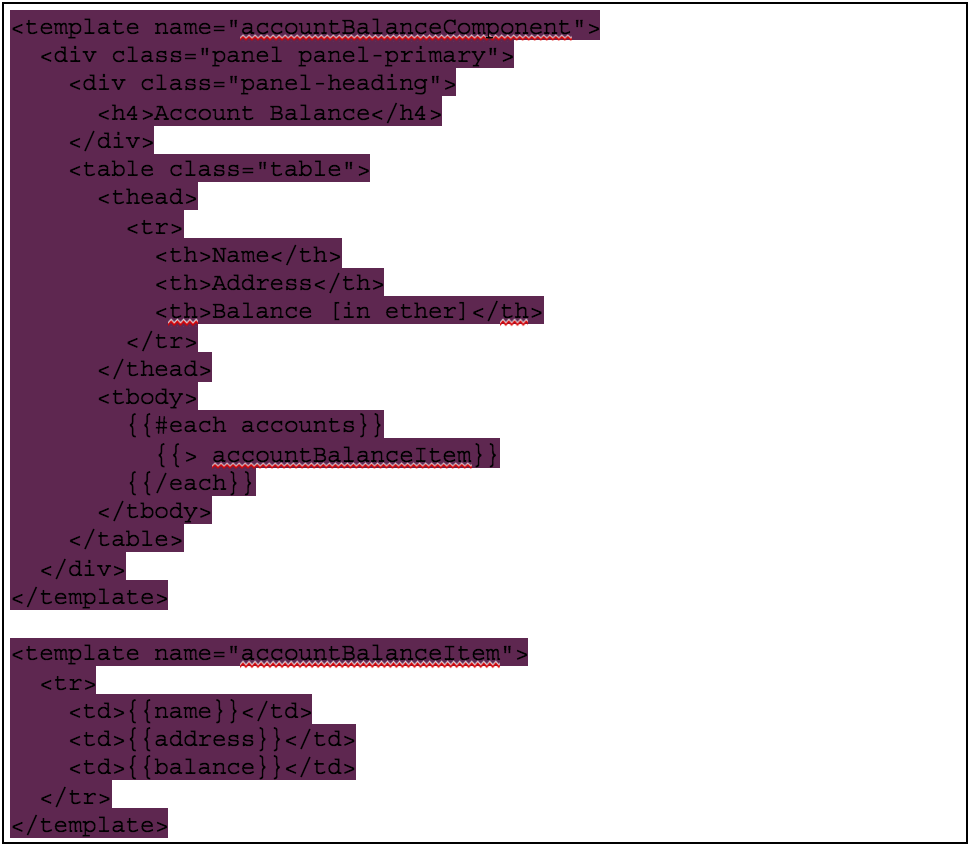 <template name="accountBalanceComponent">
  <div class="panel panel-primary">
    <div class="panel-heading">
      <h4>Account Balance</h4>
    </div>
    <table class="table">
      <thead>
        <tr>
          <th>Name</th>
          <th>Address</th>
          <th>Balance [in ether]</th>
        </tr>
      </thead>
      <tbody>
        {{#each accounts}}
          {{> accountBalanceItem}}
        {{/each}}
      </tbody>
    </table>
  </div>
</template>

<template name="accountBalanceItem">
  <tr>
    <td>{{name}}</td>
    <td>{{address}}</td>
    <td>{{balance}}</td>
  </tr>
</template>